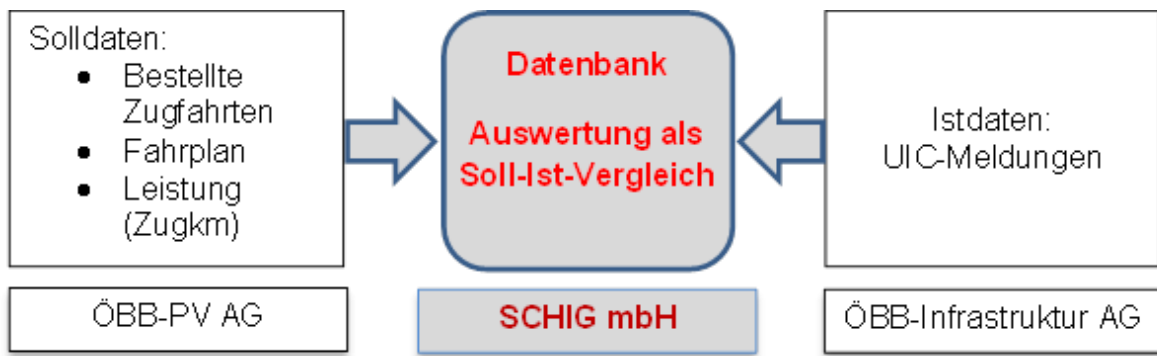 Solldaten:
• Bestellte
Zugfahrten
• Fahrplan
• Leistung
(Zugkm)
ÖBB-PV AG
Datenbank
Auswertung als
Soll-Ist-Vergleich
SCHIG mbH
Istdaten:
UIC-Meldungen
ÖBB-Infrastruktur AG